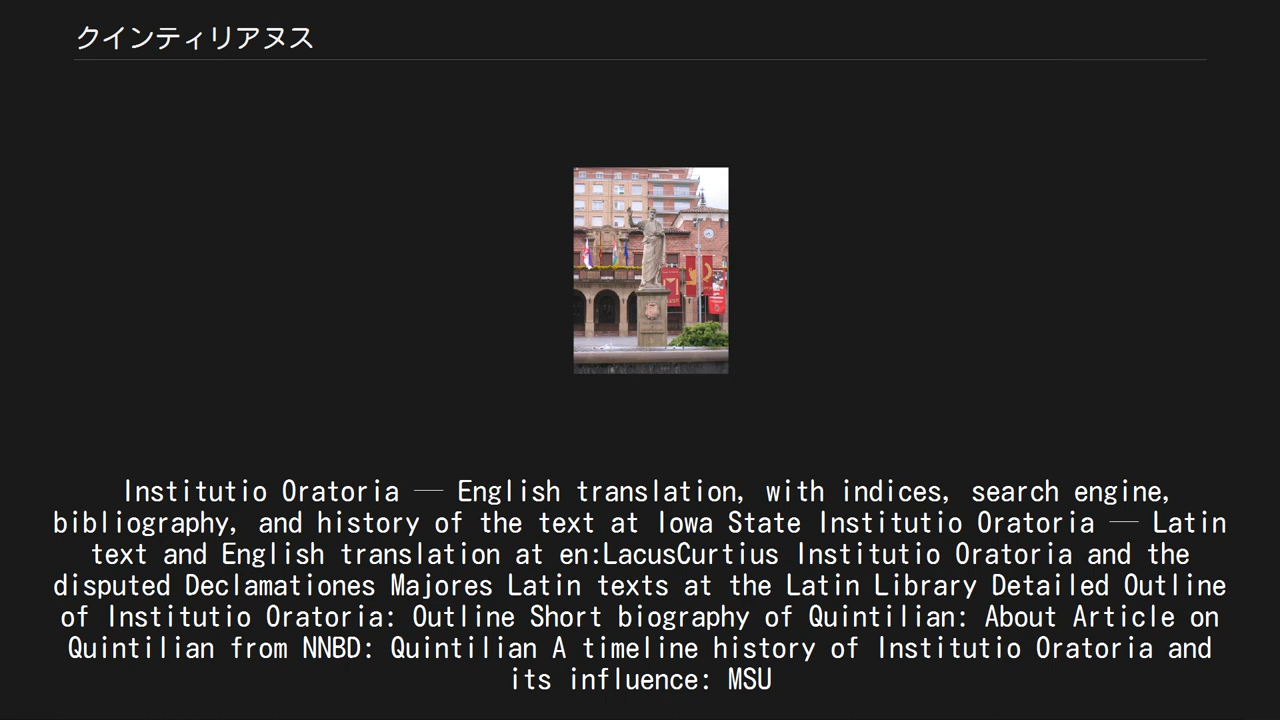 クインティリアヌス
Institutio Oratoria ― English translation, with indices, search engine,
bibliography, and history of the text at Iowa State Institutio Oratoria ― Latin
text and English translation at en:LacusCurtius Institutio Oratoria and the
disputed Declamationes Majores Latin texts at the Latin Library Detailed Outline
of Institutio Oratoria: Outline Short biography of Quintilian: About Article on
Quintilian from NNBD: Quintilian A timeline history of Institutio Oratoria and
its influence: MSU